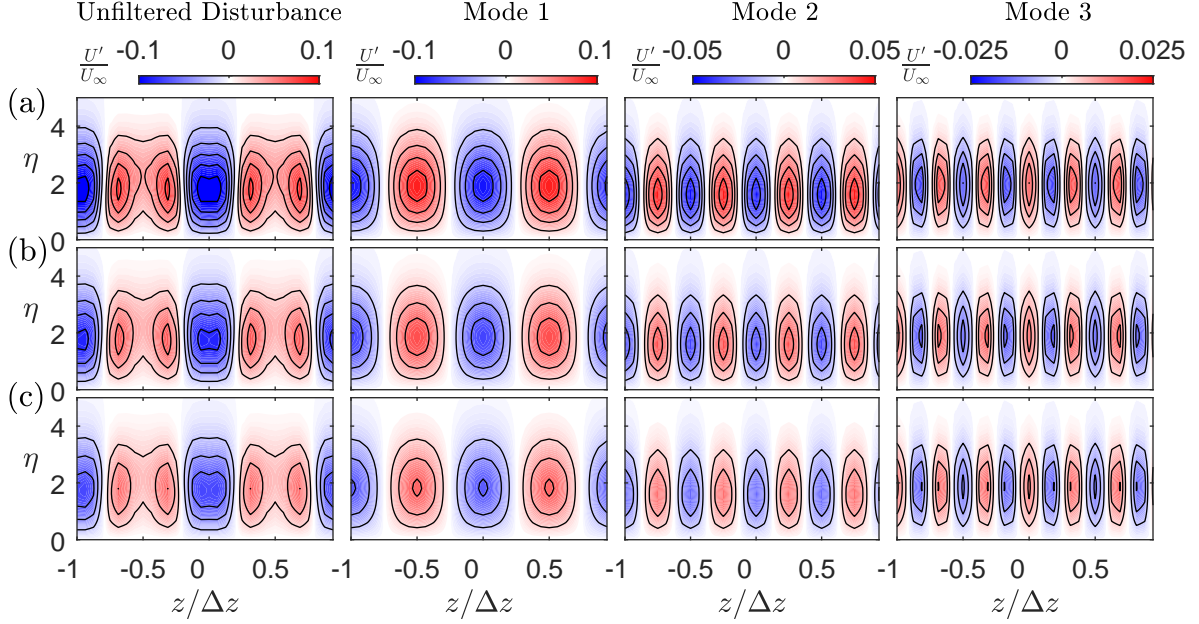 Unfiltered Disturbance Mode 1 Mode 2 Mode 3
U′/U∞ -0.1 0 0.1 U′/U∞ -0.1 0 0.1 U′/U∞ -0.05 0 0.05 U′/U∞ -0.025 0 0.025
(a)
4
η
2
0
(b)
4
η
2
0
(c)
4
η
2
0
-1 -0.5 0 0.5 -1 -0.5 0 0.5 -1 -0.5 0 0.5 -1 -0.5 0 0.5 1
z/Δz z/Δz z/Δz z/Δz